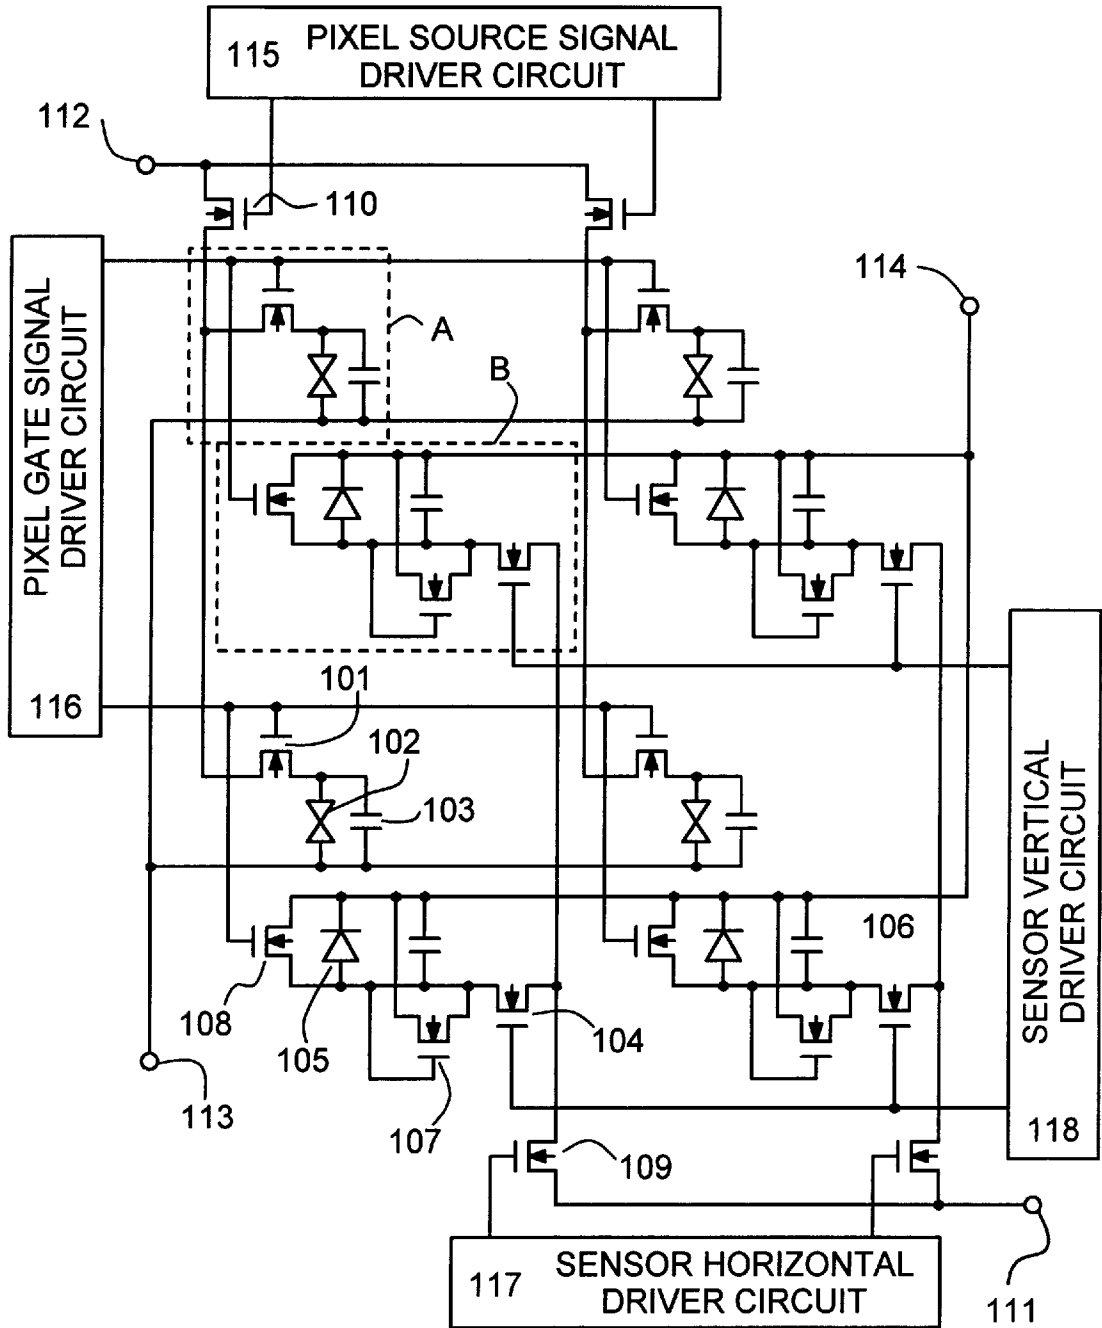 115 PIXEL SOURCE SIGNAL
DRIVER CIRCUIT
112
110
114
A
B
PIXEL GATE SIGNAL
DRIVER CIRCUIT
116
101
102
103
106
108
105
104
113
107
109
SENSOR VERTICAL
DRIVER CIRCUIT
118
117 SENSOR HORIZONTAL
DRIVER CIRCUIT
111